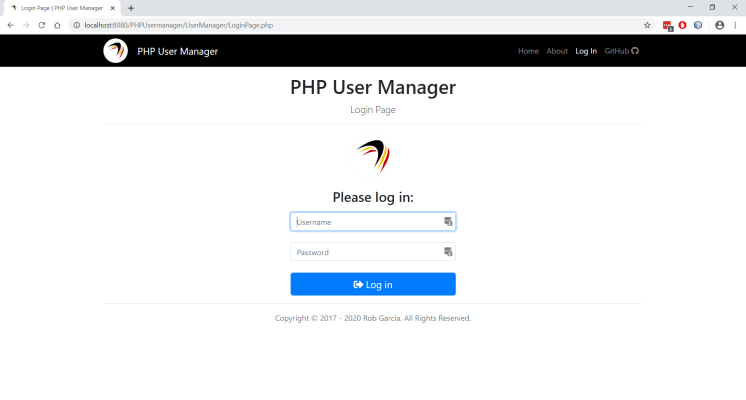 Login Page | PHP User Manager
localhost:8080/PHPUsermanager/UserManager/LoginPage.php
PHP User Manager
Home About Log In GitHub
PHP User Manager
Login Page
Please log in:
Username
Password
Log in
Copyright © 2017 - 2020 Rob Garcia. All Rights Reserved.